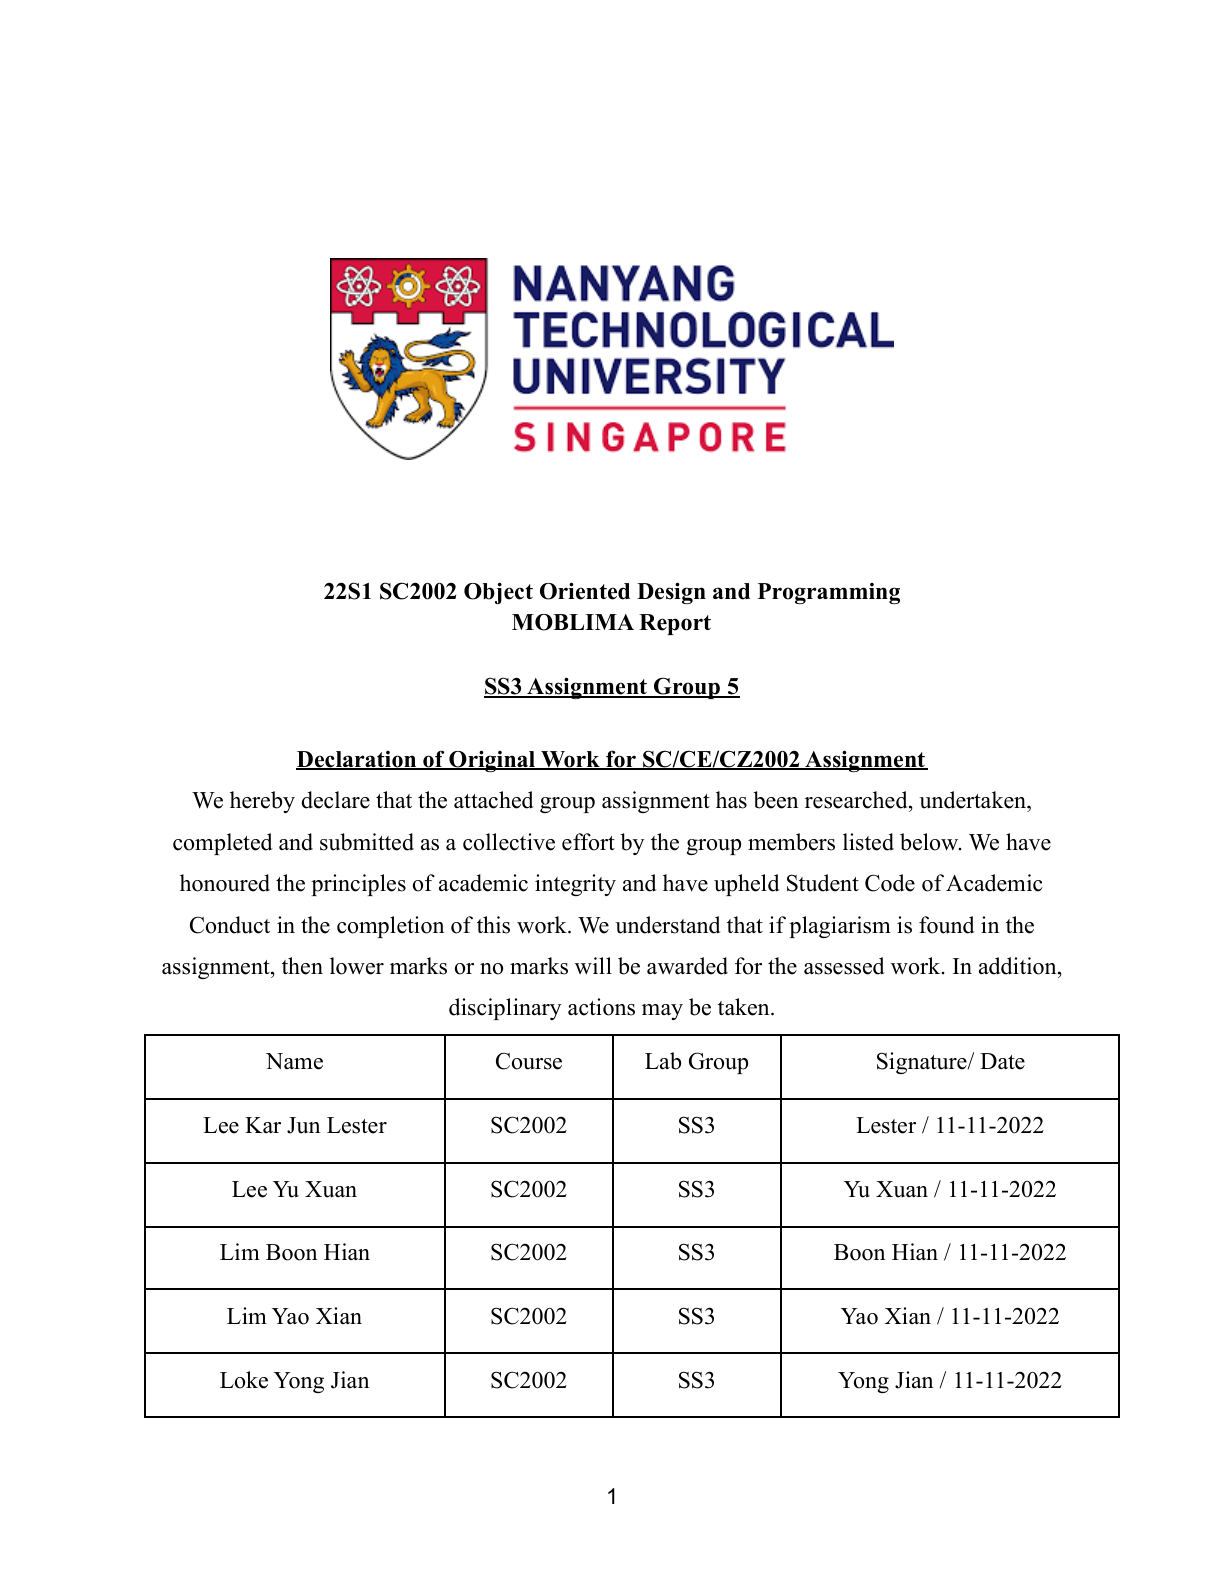 NANYANG
TECHNOLOGICAL
UNIVERSITY
SINGAPORE
22S1 SC2002 Object Oriented Design and Programming
MOBLIMA Report
SS3 Assignment Group 5
Declaration of Original Work for SC/CE/CZ2002 Assignment
We hereby declare that the attached group assignment has been researched, undertaken,
completed and submitted as a collective effort by the group members listed below. We have
honoured the principles of academic integrity and have upheld Student Code of Academic
Conduct in the completion of this work. We understand that if plagiarism is found in the
assignment, then lower marks or no marks will be awarded for the assessed work. In addition,
disciplinary actions may be taken.
Name Course Lab Group Signature/ Date
Lee Kar Jun Lester SC2002 SS3 Lester / 11-11-2022
Lee Yu Xuan SC2002 SS3 Yu Xuan / 11-11-2022
Lim Boon Hian SC2002 SS3 Boon Hian / 11-11-2022
Lim Yao Xian SC2002 SS3 Yao Xian / 11-11-2022
Loke Yong Jian SC2002 SS3 Yong Jian / 11-11-2022
1